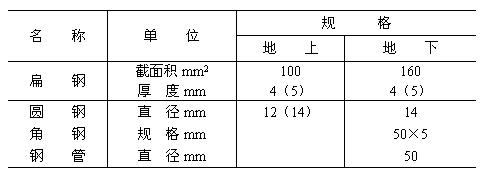 名 称 单 位 规 格
地 上 地 下
扁 钢 截面积 mm² 100 160
厚 度 mm 4（5） 4（5）
圆 钢 直 径 mm 12（14） 14
角 钢 规 格 mm 50×5
钢 管 直 径 mm 50